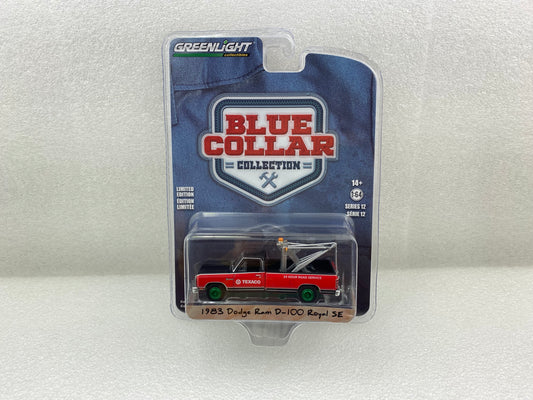 GREENLIGHT
collectibles
BLUE
COLLAR
COLLECTION
LIMITED
EDITION
ÉDITION
LIMITÉE
14+
1:64
SERIES 12
SÉRIE 12
TEXACO
24 HOUR ROAD SERVICE
1983 Dodge Ram D-100 Royal SE